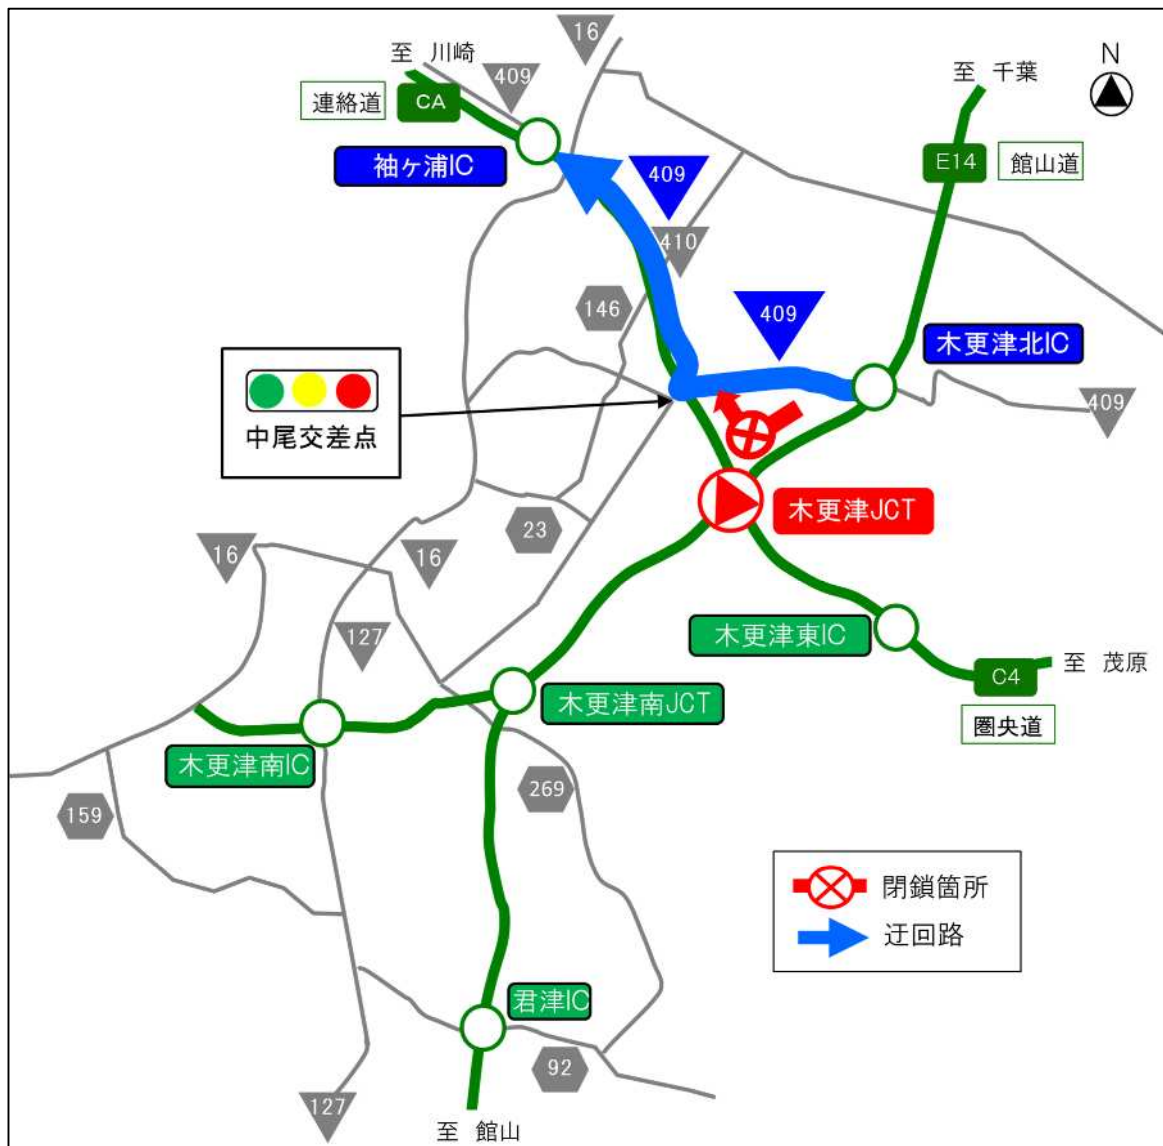 16
至 川崎
409
N
至 千葉
連絡道
CA
袖ヶ浦IC
409
E14
館山道
410
146
409
木更津北IC
409
中尾交差点
木更津JCT
23
16
16
127
木更津東IC
至 茂原
C4
圏央道
木更津南JCT
木更津南IC
269
159
閉鎖箇所
迂回路
君津IC
92
127
至 館山